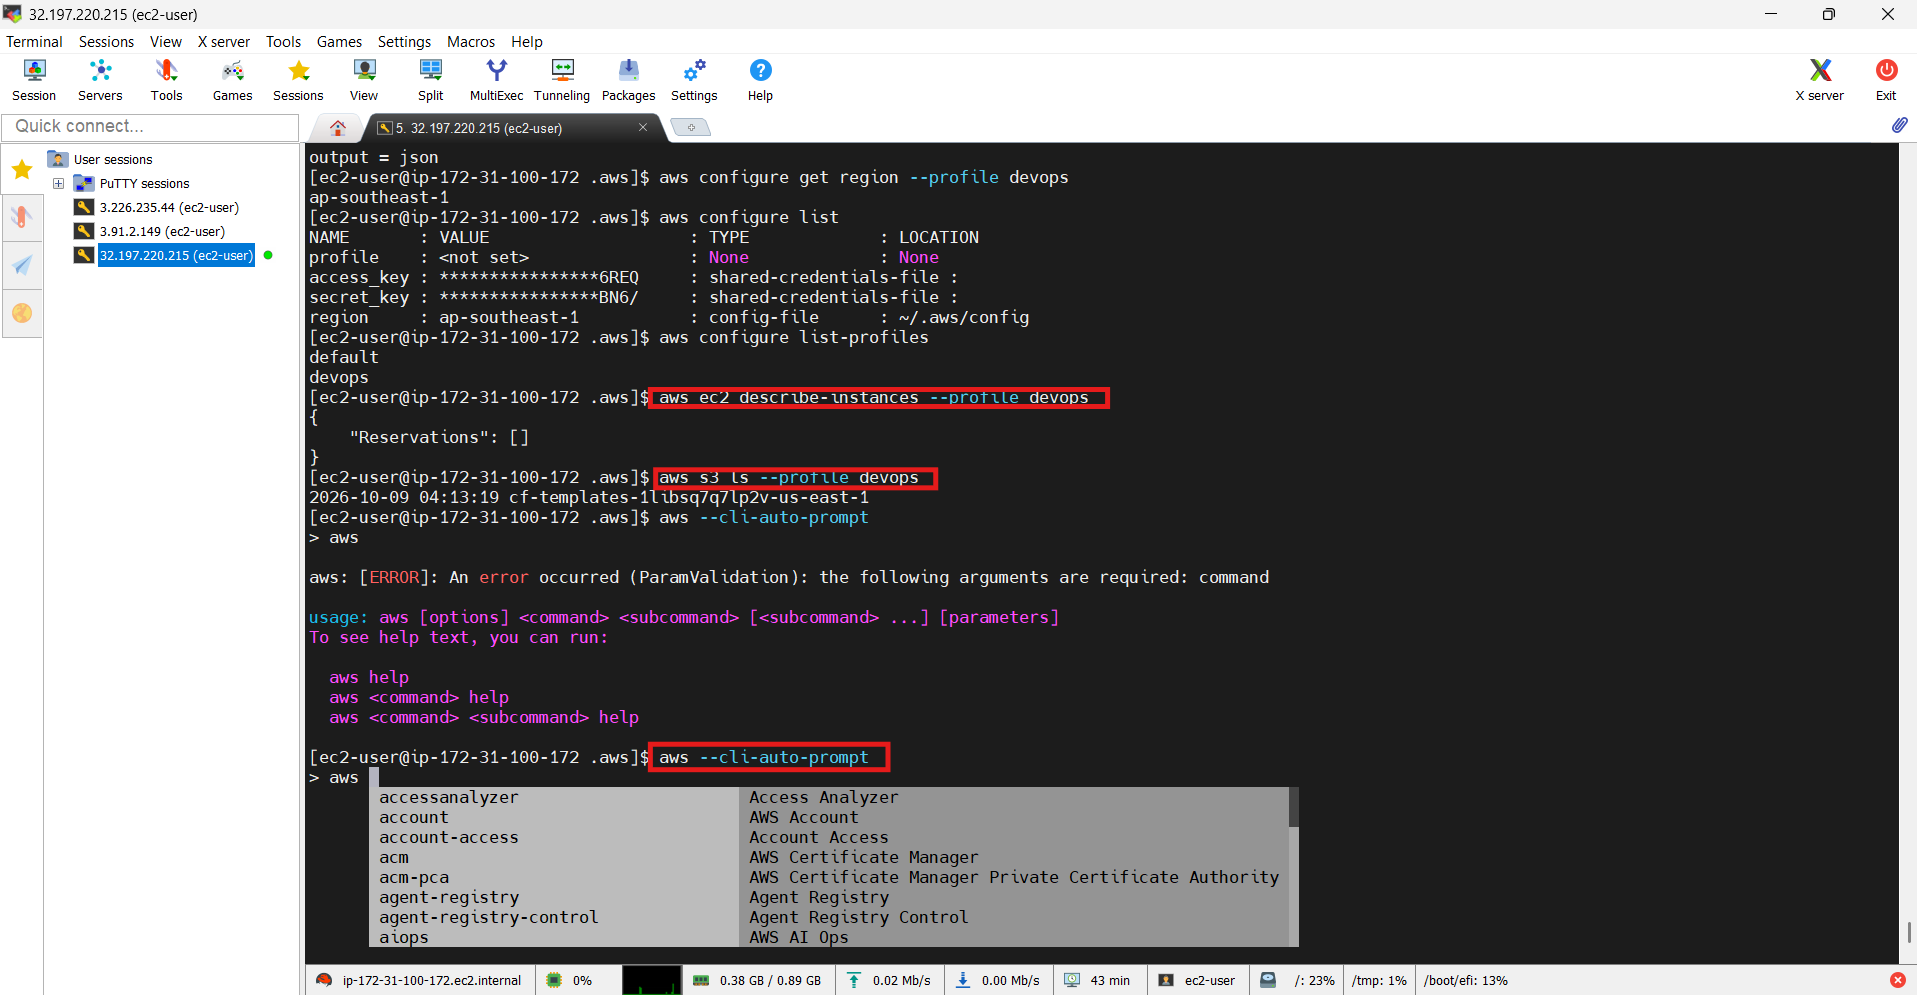 32.197.220.215 (ec2-user)
Terminal Sessions View X server Tools Games Settings Macros Help
Session Servers Tools Games Sessions View Split MultiExec Tunneling Packages Settings Help X server Exit
Quick connect...
5. 32.197.220.215 (ec2-user)
User sessions
PuTTY sessions
3.226.235.44 (ec2-user)
3.91.2.149 (ec2-user)
32.197.220.215 (ec2-user)
output = json
[ec2-user@ip-172-31-100-172 .aws]$ aws configure get region --profile devops
ap-southeast-1
[ec2-user@ip-172-31-100-172 .aws]$ aws configure list
NAME : VALUE : TYPE : LOCATION
profile : <not set> : None : None
access_key : ****************6REQ : shared-credentials-file :
secret_key : ****************BN6/ : shared-credentials-file :
region : ap-southeast-1 : config-file : ~/.aws/config
[ec2-user@ip-172-31-100-172 .aws]$ aws configure list-profiles
default
devops
[ec2-user@ip-172-31-100-172 .aws]$ aws ec2 describe-instances --profile devops
{
"Reservations": []
}
[ec2-user@ip-172-31-100-172 .aws]$ aws s3 ls --profile devops
2026-10-09 04:13:19 cf-templates-1libsq7q7lp2v-us-east-1
[ec2-user@ip-172-31-100-172 .aws]$ aws --cli-auto-prompt
> aws
aws: [ERROR]: An error occurred (ParamValidation): the following arguments are required: command
usage: aws [options] <command> <subcommand> [<subcommand> ...] [parameters]
To see help text, you can run:
aws help
aws <command> help
aws <command> <subcommand> help
[ec2-user@ip-172-31-100-172 .aws]$ aws --cli-auto-prompt
> aws
accessanalyzer Access Analyzer
account AWS Account
account-access Account Access
acm AWS Certificate Manager
acm-pca AWS Certificate Manager Private Certificate Authority
agent-registry Agent Registry
agent-registry-control Agent Registry Control
aiops AWS AI Ops
ip-172-31-100-172.ec2.internal 0% 0.38 GB / 0.89 GB 0.02 Mb/s 0.00 Mb/s 43 min ec2-user /: 23% /tmp: 1% /boot/efi: 13%